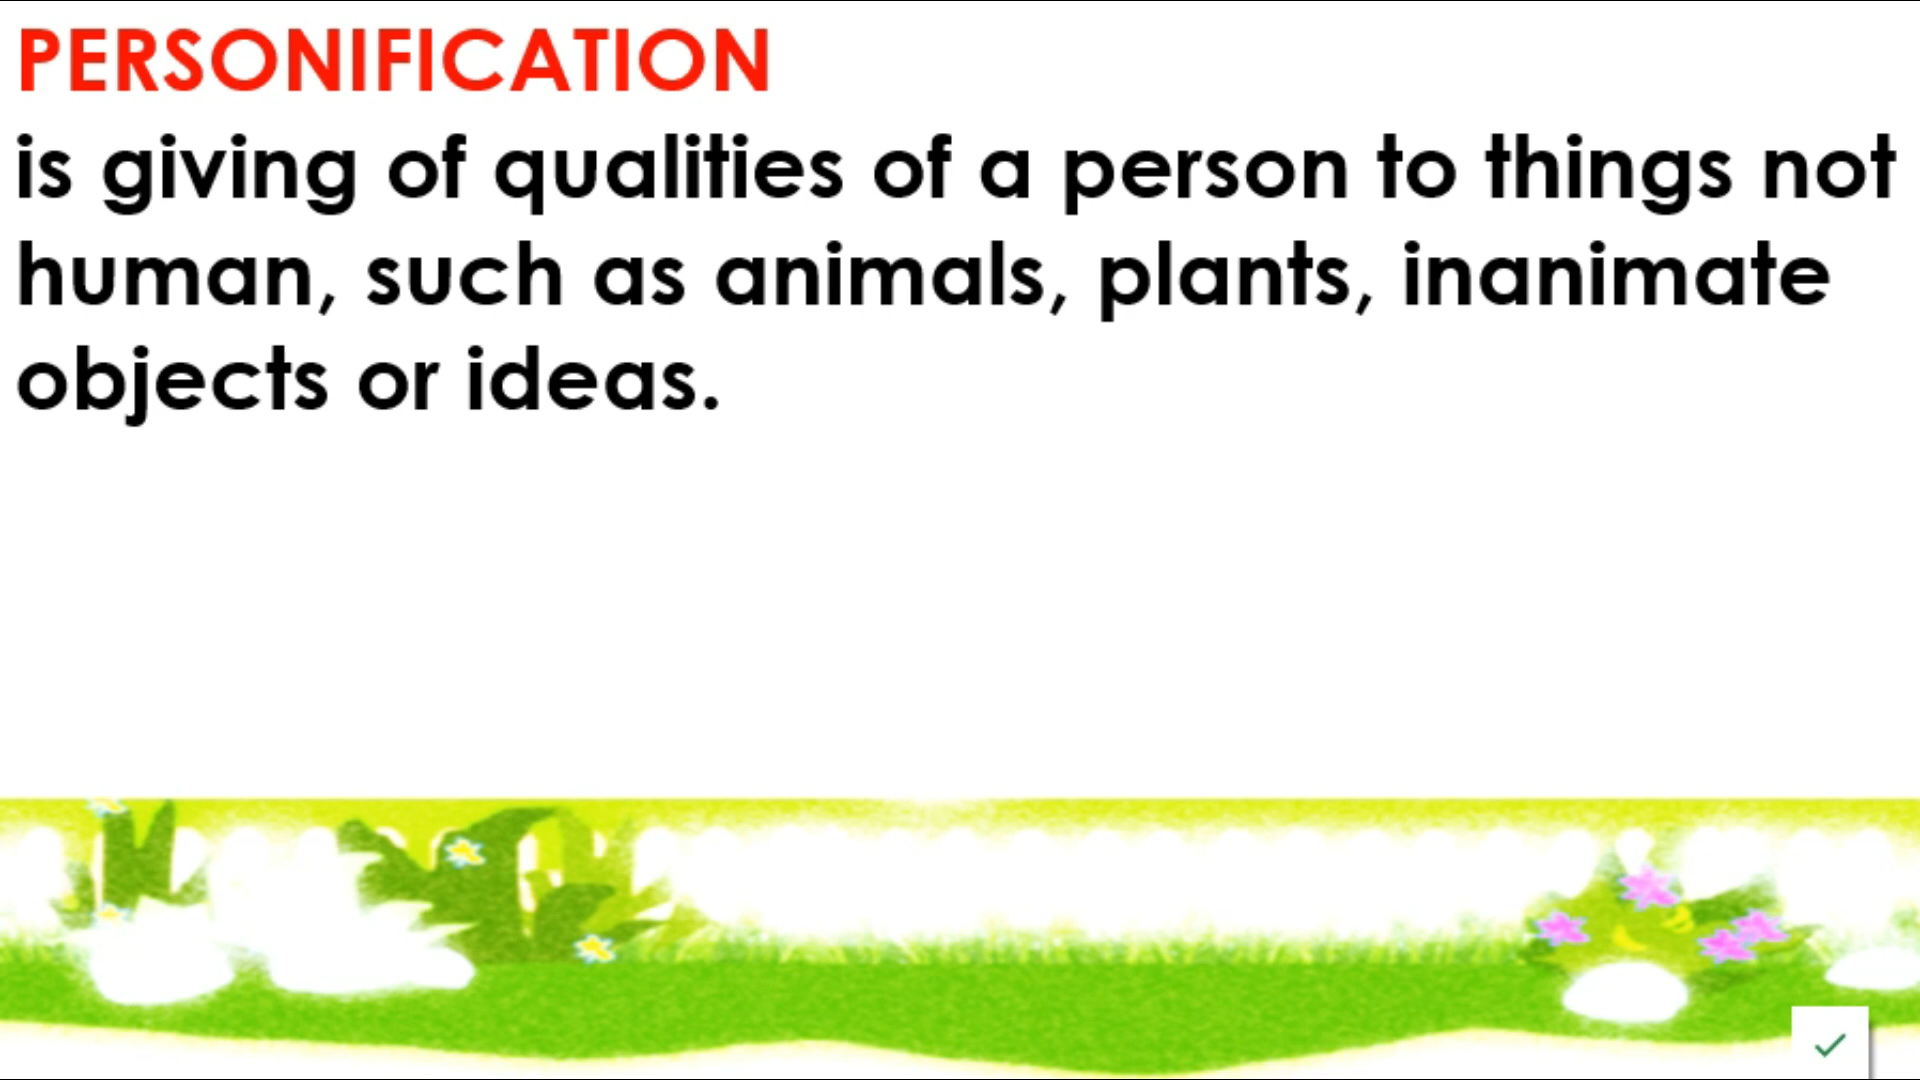 PERSONIFICATION
is giving of qualities of a person to things not
human, such as animals, plants, inanimate
objects or ideas.